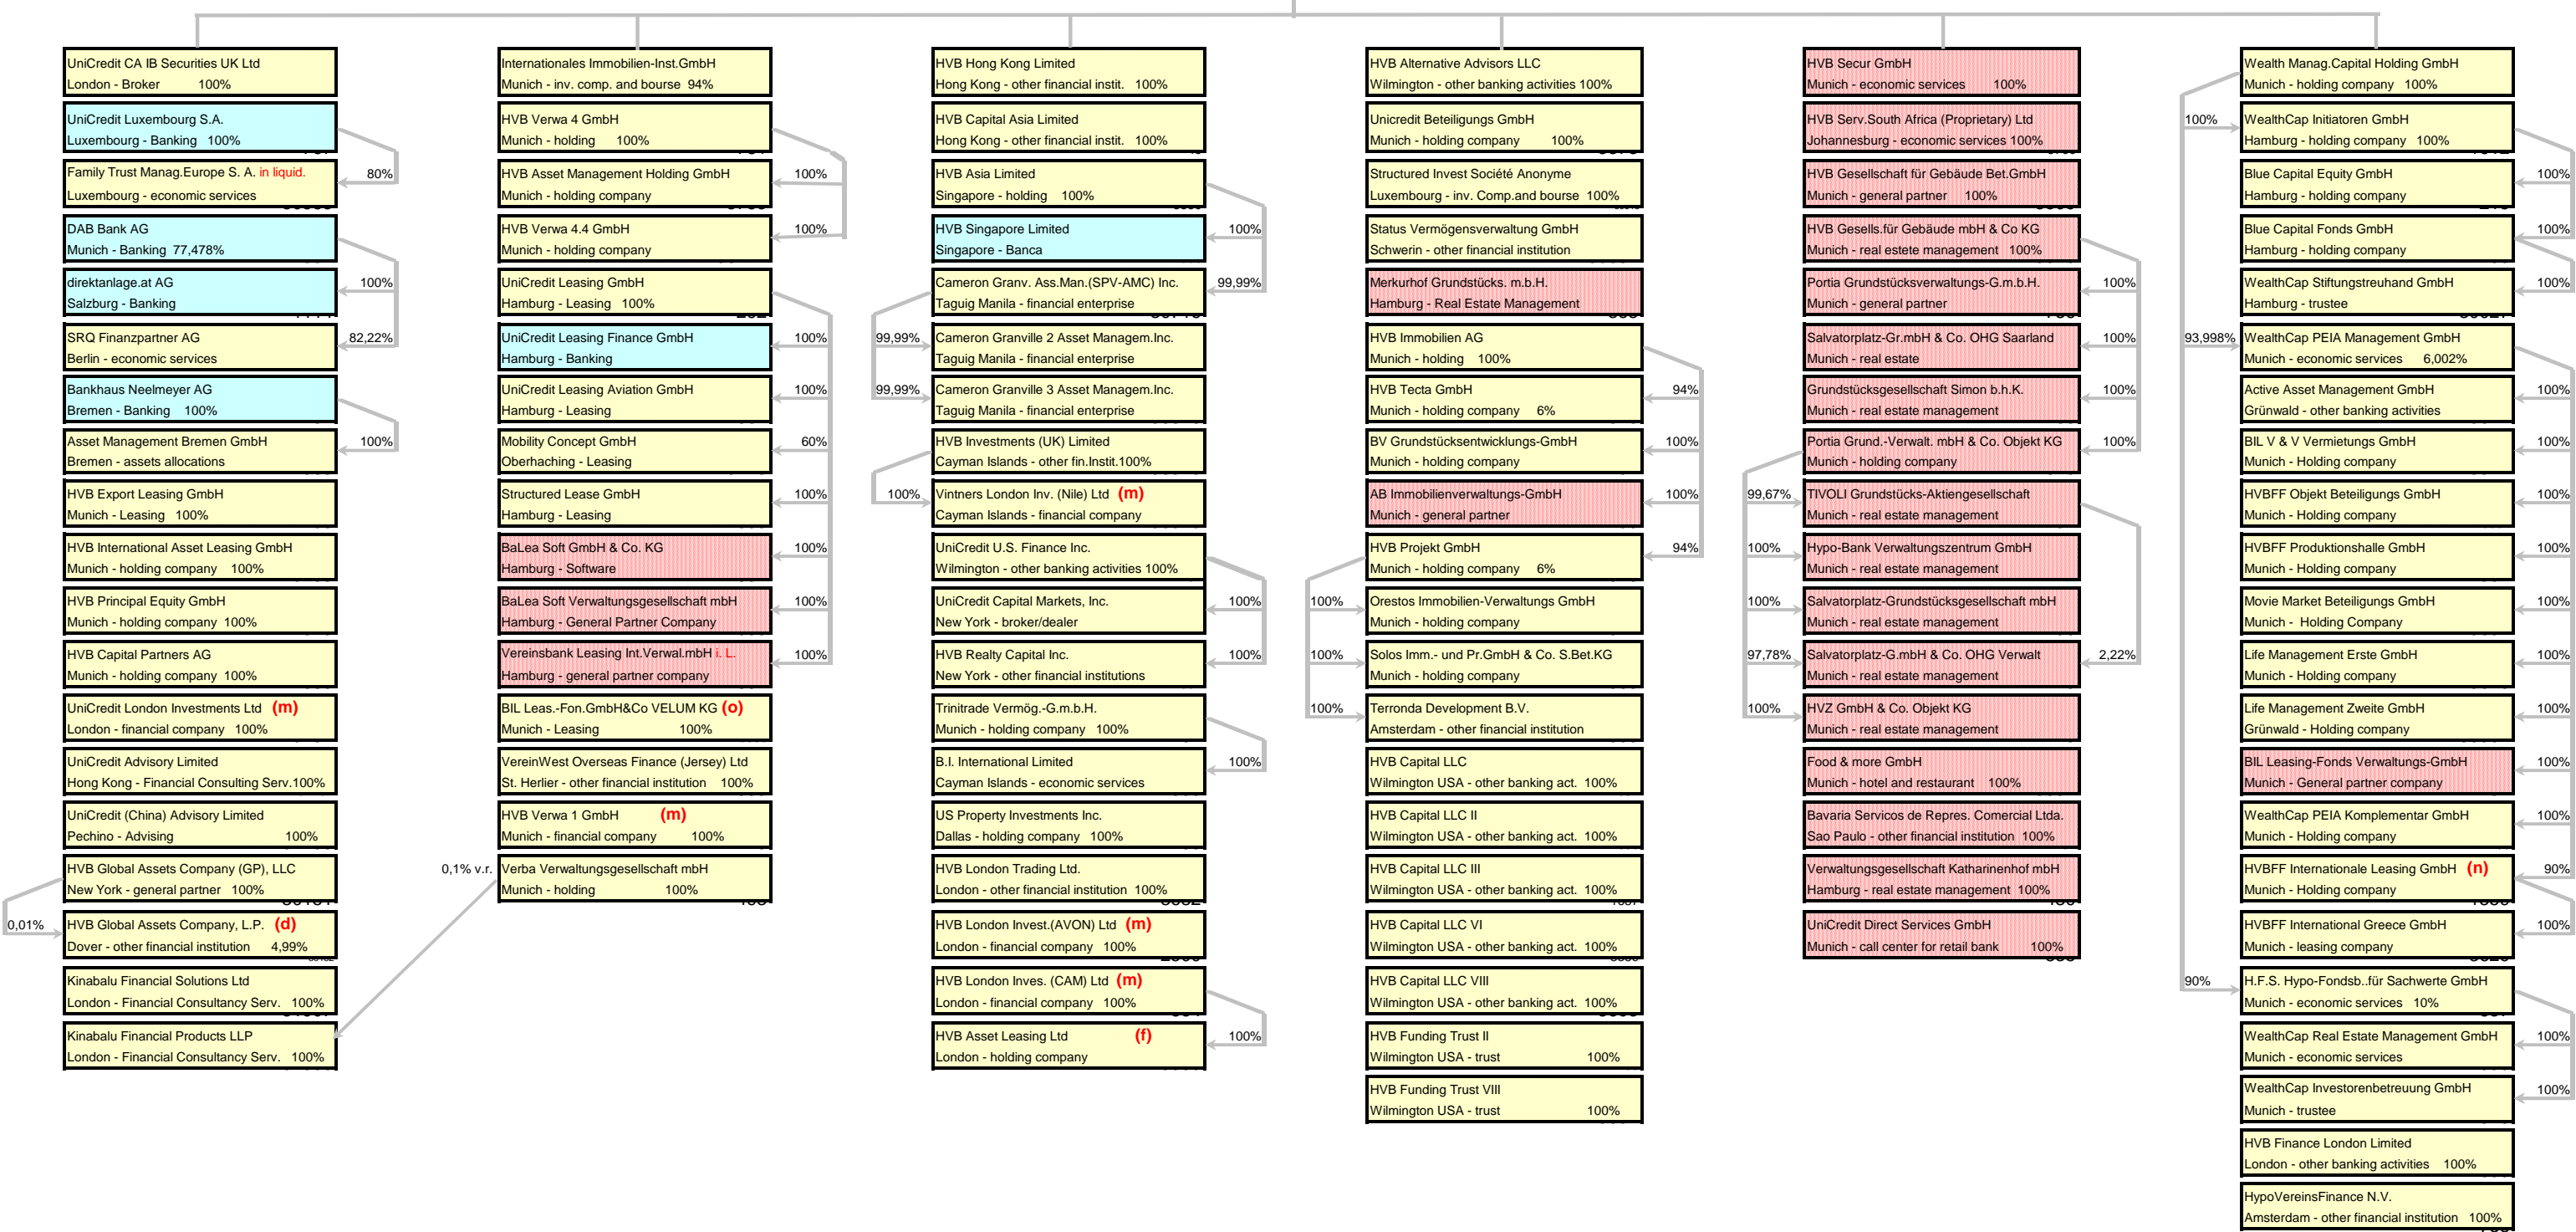 UniCredit CA IB Securities UK Ltd
London - Broker 100%
UniCredit Luxembourg S.A.
Luxembourg - Banking 100%
Family Trust Manag.Europe S. A. in liquid.
Luxembourg - economic services
80%
DAB Bank AG
Munich - Banking 77,478%
direktanlage.at AG
Salzburg - Banking
100%
SRQ Finanzpartner AG
Berlin - economic services
82,22%
Bankhaus Neelmeyer AG
Bremen - Banking 100%
Asset Management Bremen GmbH
Bremen - assets allocations
100%
HVB Export Leasing GmbH
Munich - Leasing 100%
HVB International Asset Leasing GmbH
Munich - holding company 100%
HVB Principal Equity GmbH
Munich - holding company 100%
HVB Capital Partners AG
Munich - holding company 100%
UniCredit London Investments Ltd (m)
London - financial company 100%
UniCredit Advisory Limited
Hong Kong - Financial Consulting Serv.100%
UniCredit (China) Advisory Limited
Pechino - Advising 100%
HVB Global Assets Company (GP), LLC
New York - general partner 100%
0,01%
HVB Global Assets Company, L.P. (d)
Dover - other financial institution 4,99%
Kinabalu Financial Solutions Ltd
London - Financial Consultancy Serv. 100%
Kinabalu Financial Products LLP
London - Financial Consultancy Serv. 100%
Internationales Immobilien-Inst.GmbH
Munich - inv. comp. and bourse 94%
HVB Verwa 4 GmbH
Munich - holding 100%
HVB Asset Management Holding GmbH
Munich - holding company
100%
HVB Verwa 4.4 GmbH
Munich - holding company
100%
UniCredit Leasing GmbH
Hamburg - Leasing 100%
UniCredit Leasing Finance GmbH
Hamburg - Banking
100%
UniCredit Leasing Aviation GmbH
Hamburg - Leasing
100%
Mobility Concept GmbH
Oberhaching - Leasing
60%
Structured Lease GmbH
Hamburg - Leasing
100%
BaLea Soft GmbH & Co. KG
Hamburg - Software
100%
BaLea Soft Verwaltungsgesellschaft mbH
Hamburg - General Partner Company
100%
Vereinsbank Leasing Int.Verwal.mbH i. L.
Hamburg - general partner company
100%
BIL Leas.-Fon.GmbH&Co VELUM KG (o)
Munich - Leasing 100%
VereinWest Overseas Finance (Jersey) Ltd
St. Herlier - other financial institution 100%
HVB Verwa 1 GmbH (m)
Munich - financial company 100%
0,1% v.r.
Verba Verwaltungsgesellschaft mbH
Munich - holding 100%
HVB Hong Kong Limited
Hong Kong - other financial instit. 100%
HVB Capital Asia Limited
Hong Kong - other financial instit. 100%
HVB Asia Limited
Singapore - holding 100%
HVB Singapore Limited
Singapore - Banca
100%
Cameron Granv. Ass.Man.(SPV-AMC) Inc.
Taguig Manila - financial enterprise
99,99%
99,99%
Cameron Granville 2 Asset Managem.Inc.
Taguig Manila - financial enterprise
99,99%
Cameron Granville 3 Asset Managem.Inc.
Taguig Manila - financial enterprise
HVB Investments (UK) Limited
Cayman Islands - other fin.Instit.100%
100%
Vintners London Inv. (Nile) Ltd (m)
Cayman Islands - financial company
UniCredit U.S. Finance Inc.
Wilmington - other banking activities 100%
UniCredit Capital Markets, Inc.
New York - broker/dealer
100%
HVB Realty Capital Inc.
New York - other financial institutions
100%
Trinitrade Vermög.-G.m.b.H.
Munich - holding company 100%
B.I. International Limited
Cayman Islands - economic services
100%
US Property Investments Inc.
Dallas - holding company 100%
HVB London Trading Ltd.
London - other financial institution 100%
HVB London Invest.(AVON) Ltd (m)
London - financial company 100%
HVB London Inves. (CAM) Ltd (m)
London - financial company 100%
HVB Asset Leasing Ltd (f)
London - holding company
100%
HVB Alternative Advisors LLC
Wilmington - other banking activities 100%
Unicredit Beteiligungs GmbH
Munich - holding company 100%
Structured Invest Société Anonyme
Luxembourg - inv. Comp.and bourse 100%
Status Vermögensverwaltung GmbH
Schwerin - other financial institution
Merkurhof Grundstücks. m.b.H.
Hamburg - Real Estate Management
HVB Immobilien AG
Munich - holding 100%
HVB Tecta GmbH
Munich - holding company 6%
94%
BV Grundstücksentwicklungs-GmbH
Munich - holding company
100%
AB Immobilienverwaltungs-GmbH
Munich - general partner
100%
HVB Projekt GmbH
Munich - holding company 6%
94%
100%
Orestos Immobilien-Verwaltungs GmbH
Munich - holding company
100%
Solos Imm.- und Pr.GmbH & Co. S.Bet.KG
Munich - holding company
100%
Terronda Development B.V.
Amsterdam - other financial institution
HVB Capital LLC
Wilmington USA - other banking act. 100%
HVB Capital LLC II
Wilmington USA - other banking act. 100%
HVB Capital LLC III
Wilmington USA - other banking act. 100%
HVB Capital LLC VI
Wilmington USA - other banking act. 100%
HVB Capital LLC VIII
Wilmington USA - other banking act. 100%
HVB Funding Trust II
Wilmington USA - trust 100%
HVB Funding Trust VIII
Wilmington USA - trust 100%
HVB Secur GmbH
Munich - economic services 100%
HVB Serv.South Africa (Proprietary) Ltd
Johannesburg - economic services 100%
HVB Gesellschaft für Gebäude Bet.GmbH
Munich - general partner 100%
HVB Gesells.für Gebäude mbH & Co KG
Munich - real estete management 100%
Portia Grundstücksverwaltungs-G.m.b.H.
Munich - general partner
100%
Salvatorplatz-Gr.mbH & Co. OHG Saarland
Munich - real estate
100%
Grundstücksgesellschaft Simon b.h.K.
Munich - real estate management
100%
Portia Grund.-Verwalt. mbH & Co. Objekt KG
Munich - holding company
100%
99,67%
TIVOLI Grundstücks-Aktiengesellschaft
Munich - real estate management
100%
Hypo-Bank Verwaltungszentrum GmbH
Munich - real estate management
100%
Salvatorplatz-Grundstücksgesellschaft mbH
Munich - real estate management
97,78%
Salvatorplatz-G.mbH & Co. OHG Verwalt
Munich - real estate management
2,22%
100%
HVZ GmbH & Co. Objekt KG
Munich - real estate management
Food & more GmbH
Munich - hotel and restaurant 100%
Bavaria Servicos de Repres. Comercial Ltda.
Sao Paulo - other financial institution 100%
Verwaltungsgesellschaft Katharinenhof mbH
Hamburg - real estate management 100%
UniCredit Direct Services GmbH
Munich - call center for retail bank 100%
Wealth Manag.Capital Holding GmbH
Munich - holding company 100%
100%
WealthCap Initiatoren GmbH
Hamburg - holding company 100%
Blue Capital Equity GmbH
Hamburg - holding company
100%
Blue Capital Fonds GmbH
Hamburg - holding company
100%
WealthCap Stiftungstreuhand GmbH
Hamburg - trustee
100%
93,998%
WealthCap PEIA Management GmbH
Munich - economic services 6,002%
Active Asset Management GmbH
Grünwald - other banking activities
100%
BIL V & V Vermietungs GmbH
Munich - Holding company
100%
HVBFF Objekt Beteiligungs GmbH
Munich - Holding company
100%
HVBFF Produktionshalle GmbH
Munich - Holding company
100%
Movie Market Beteiligungs GmbH
Munich - Holding Company
100%
Life Management Erste GmbH
Munich - Holding company
100%
Life Management Zweite GmbH
Grünwald - Holding company
100%
BIL Leasing-Fonds Verwaltungs-GmbH
Munich - General partner company
100%
WealthCap PEIA Komplementar GmbH
Munich - Holding company
100%
HVBFF Internationale Leasing GmbH (n)
Munich - Holding company
90%
HVBFF International Greece GmbH
Munich - leasing company
100%
90%
H.F.S. Hypo-Fondsb..für Sachwerte GmbH
Munich - economic services 10%
WealthCap Real Estate Management GmbH
Munich - economic services
100%
WealthCap Investorenbetreuung GmbH
Munich - trustee
100%
HVB Finance London Limited
London - other banking activities 100%
HypoVereinsFinance N.V.
Amsterdam - other financial institution 100%